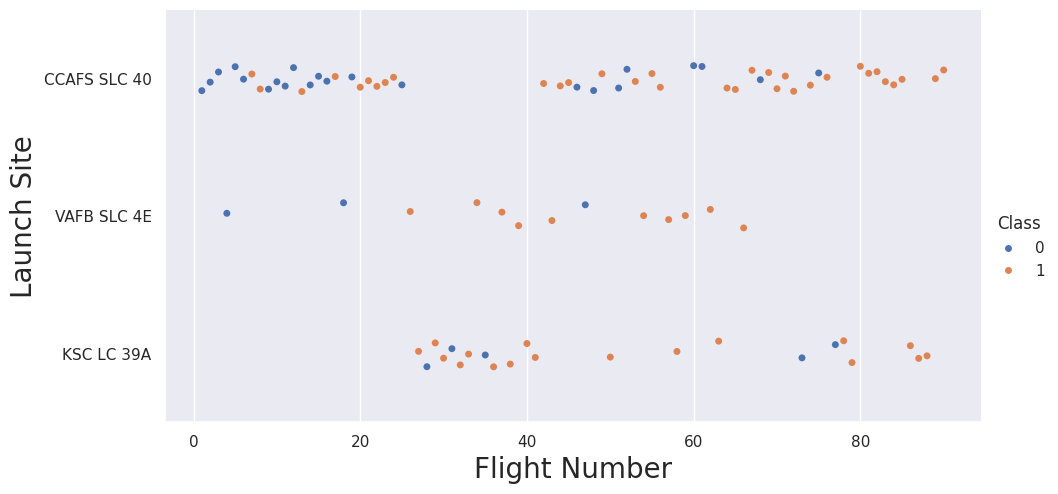 CCAFS SLC 40
VAFB SLC 4E
KSC LC 39A
Launch Site
0 20 40 60 80
Flight Number
Class
0
1